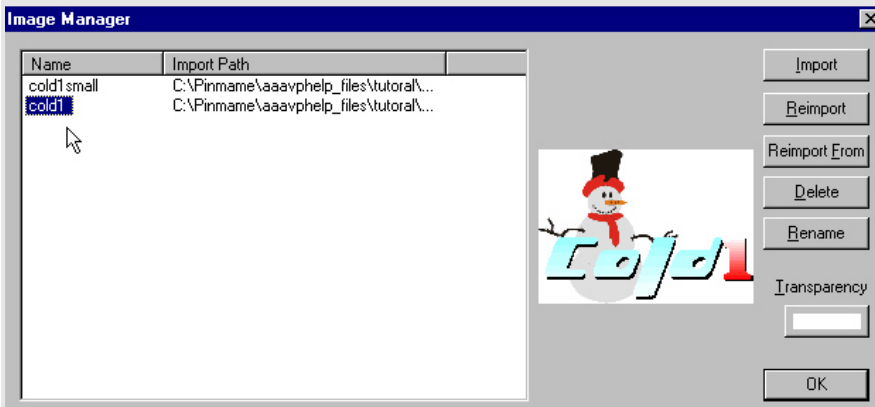 Image Manager
Name Import Path
cold1small C:\Pinmame\aaavphelp_files\tutoral\...
cold1 C:\Pinmame\aaavphelp_files\tutoral\...
Cold1
Import
Reimport
Reimport From
Delete
Rename
Transparency
OK